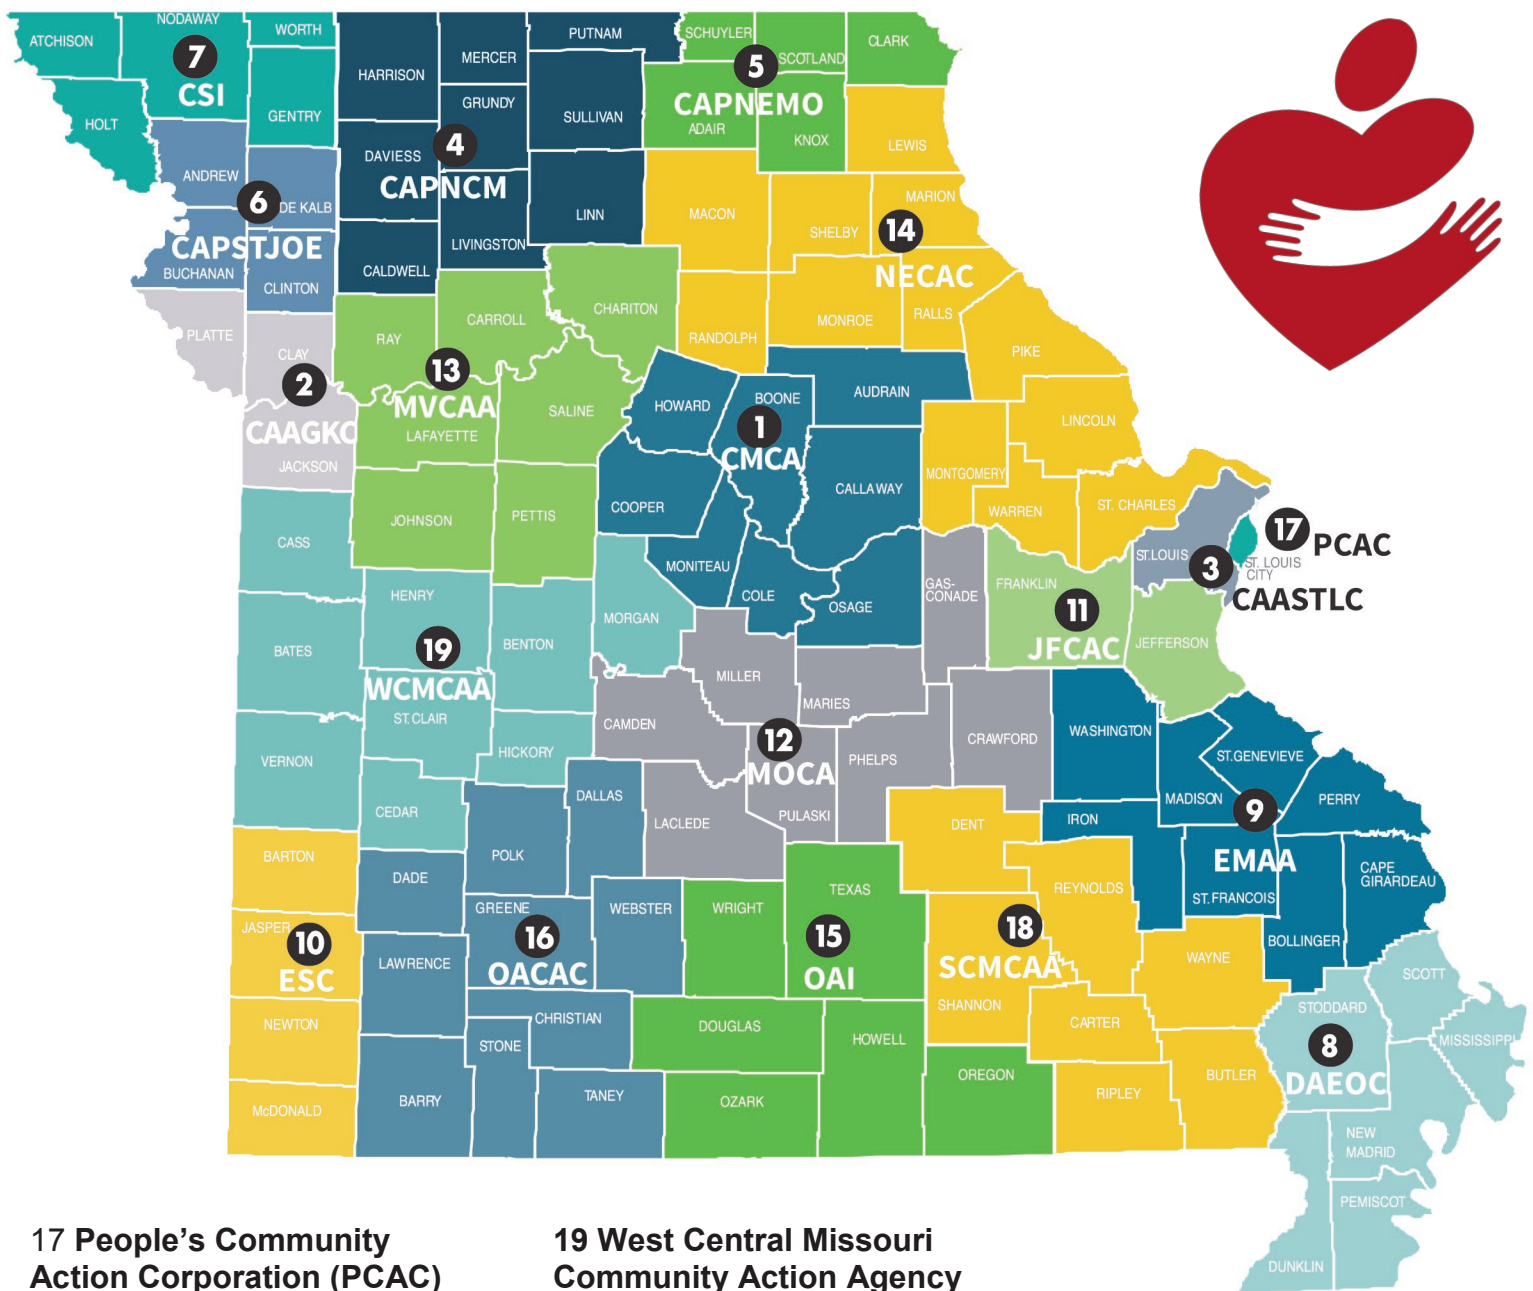 NODAWAY
WORTH
ATCHISON
7
CSI
HOLT
GENTRY
PUTNAM
MERCER
HARRISON
GRUNDY
SULLIVAN
DAVIESS
4
CAPNCM
LINN
LIVINGSTON
CALDWELL
SCHUYLER
SCOTLAND
CLARK
5
CAPNEMO
ADAIR
KNOX
LEWIS
MACON
SHELBY
MARION
14
NECAC
RANDOLPH
MONROE
RALLS
PIKE
LINCOLN
MONTGOMERY
WARREN
ST. CHARLES
ANDREW
6
DE KALB
CAPSTJOE
BUCHANAN
CLINTON
PLATTE
CLAY
2
CAAGKC
JACKSON
RAY
CARROLL
CHARITON
13
MVCAA
LAFAYETTE
SALINE
JOHNSON
PETTIS
HOWARD
BOONE
AUDRAIN
1
CMCA
CALLAWAY
COOPER
MONITEAU
COLE
OSAGE
ST.LOUIS
3
CAASTLC
17
PCAC
ST. LOUIS
CITY
CASS
HENRY
BATES
BENTON
MORGAN
19
WCMCAA
ST.CLAIR
HICKORY
VERNON
CEDAR
GAS-
CONADE
FRANKLIN
11
JFCAC
JEFFERSON
MILLER
MARIES
CAMDEN
12
MOCA
PHELPS
CRAWFORD
PULASKI
LACLEDE
WASHINGTON
ST.GENEVIEVE
MADISON
9
PERRY
IRON
EMAA
CAPE
GIRARDEAU
ST. FRANCOIS
BOLLINGER
BARTON
JASPER
10
ESC
NEWTON
McDONALD
DALLAS
POLK
DADE
GREENE
WEBSTER
16
OACAC
LAWRENCE
CHRISTIAN
STONE
BARRY
TANEY
WRIGHT
TEXAS
15
OAI
DOUGLAS
HOWELL
OZARK
OREGON
DENT
REYNOLDS
18
SCMCAA
SHANNON
WAYNE
CARTER
RIPLEY
BUTLER
SCOTT
STODDARD
MISSISSIPPI
8
DAEOC
NEW
MADRID
PEMISCOT
DUNKLIN
17 People’s Community
Action Corporation (PCAC)
19 West Central Missouri
Community Action Agency